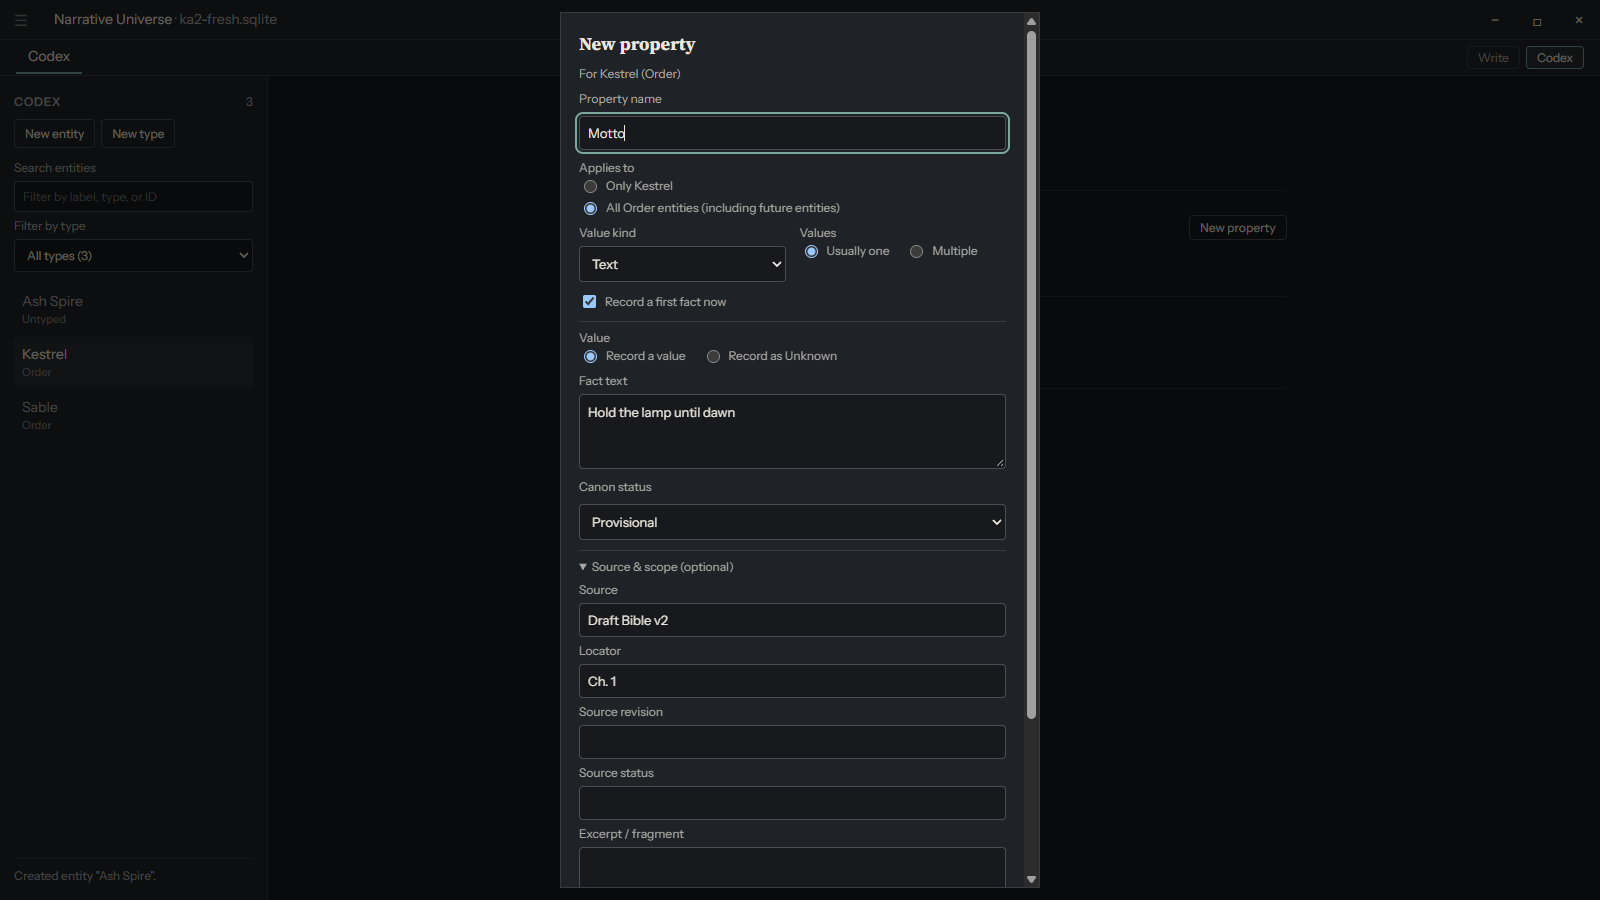 Narrative Universe · ka2-fresh.sqlite
Codex
Write
Codex
CODEX
3
New entity
New type
Search entities
Filter by label, type, or ID
Filter by type
All types (3)
Ash Spire
Untyped
Kestrel
Order
Sable
Order
Created entity "Ash Spire".
New property
New property
For Kestrel (Order)
Property name
Motto
Applies to
Only Kestrel
All Order entities (including future entities)
Value kind
Values
Text
Usually one
Multiple
Record a first fact now
Value
Record a value
Record as Unknown
Fact text
Hold the lamp until dawn
Canon status
Provisional
Source & scope (optional)
Source
Draft Bible v2
Locator
Ch. 1
Source revision
Source status
Excerpt / fragment